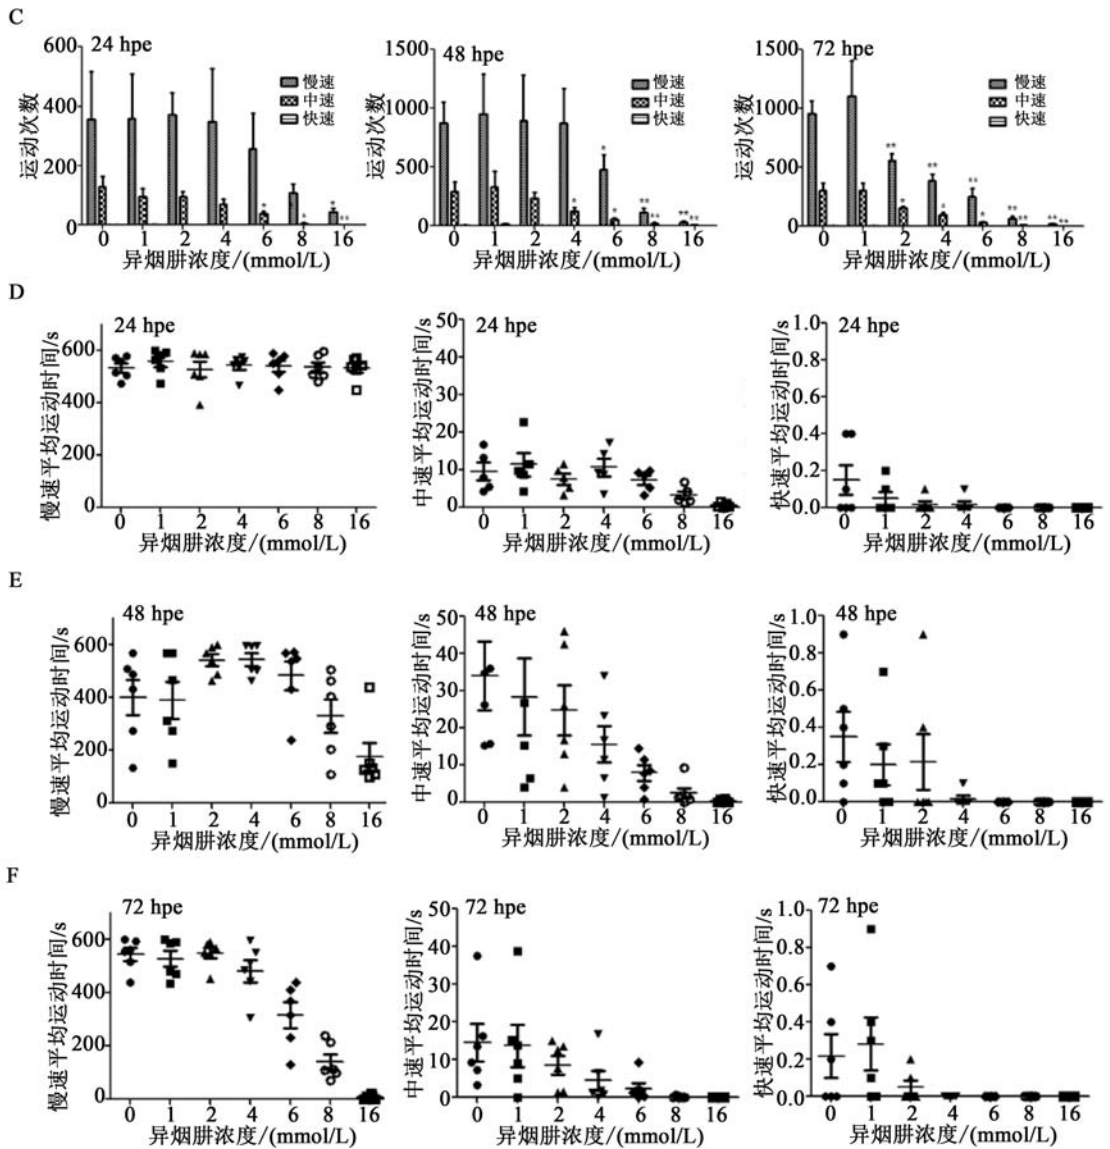 C
24 hpe
600
400
200
0
运动次数
慢速
中速
快速
* * * **
0 1 2 4 6 8 16
异烟肼浓度/(mmol/L)
48 hpe
1500
1000
500
0
运动次数
慢速
中速
快速
* * * ** ** ** **
0 1 2 4 6 8 16
异烟肼浓度/(mmol/L)
72 hpe
1500
1000
500
0
运动次数
慢速
中速
快速
** * ** * ** * ** ** ** **
0 1 2 4 6 8 16
异烟肼浓度/(mmol/L)
D
24 hpe
600
400
200
0
慢速平均运动时间/s
0 1 2 4 6 8 16
异烟肼浓度/(mmol/L)
24 hpe
50
40
30
20
10
0
中速平均运动时间/s
0 1 2 4 6 8 16
异烟肼浓度/(mmol/L)
24 hpe
1.0
0.8
0.6
0.4
0.2
0.0
快速平均运动时间/s
0 1 2 4 6 8 16
异烟肼浓度/(mmol/L)
E
48 hpe
600
400
200
0
慢速平均运动时间/s
0 1 2 4 6 8 16
异烟肼浓度/(mmol/L)
48 hpe
50
40
30
20
10
0
中速平均运动时间/s
0 1 2 4 6 8 16
异烟肼浓度/(mmol/L)
48 hpe
1.0
0.8
0.6
0.4
0.2
0.0
快速平均运动时间/s
0 1 2 4 6 8 16
异烟肼浓度/(mmol/L)
F
72 hpe
600
400
200
0
慢速平均运动时间/s
0 1 2 4 6 8 16
异烟肼浓度/(mmol/L)
72 hpe
50
40
30
20
10
0
中速平均运动时间/s
0 1 2 4 6 8 16
异烟肼浓度/(mmol/L)
72 hpe
1.0
0.8
0.6
0.4
0.2
0.0
快速平均运动时间/s
0 1 2 4 6 8 16
异烟肼浓度/(mmol/L)